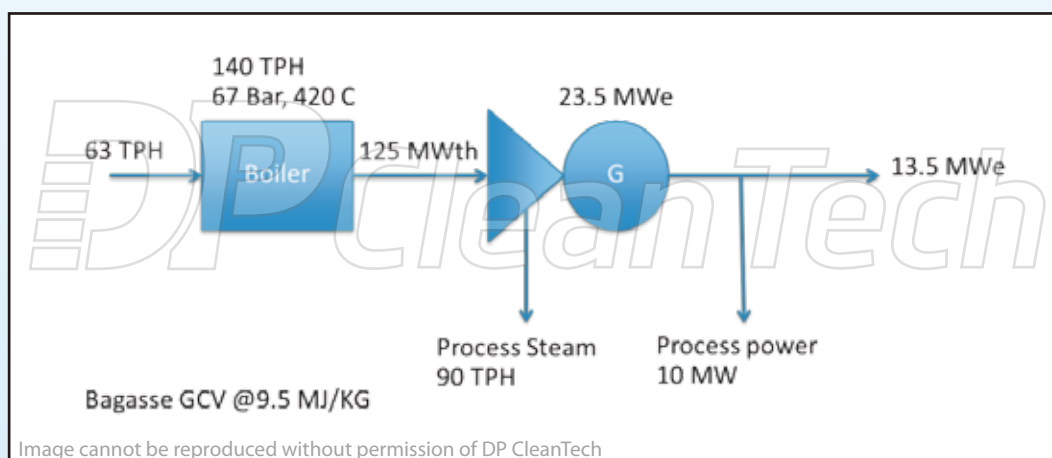 140 TPH
67 Bar, 420 C
23.5 MWe
63 TPH
Boiler
125 MWth
G
13.5 MWe
DP CleanTech
Process Steam
90 TPH
Process power
10 MW
Bagasse GCV @9.5 MJ/KG
Image cannot be reproduced without permission of DP CleanTech